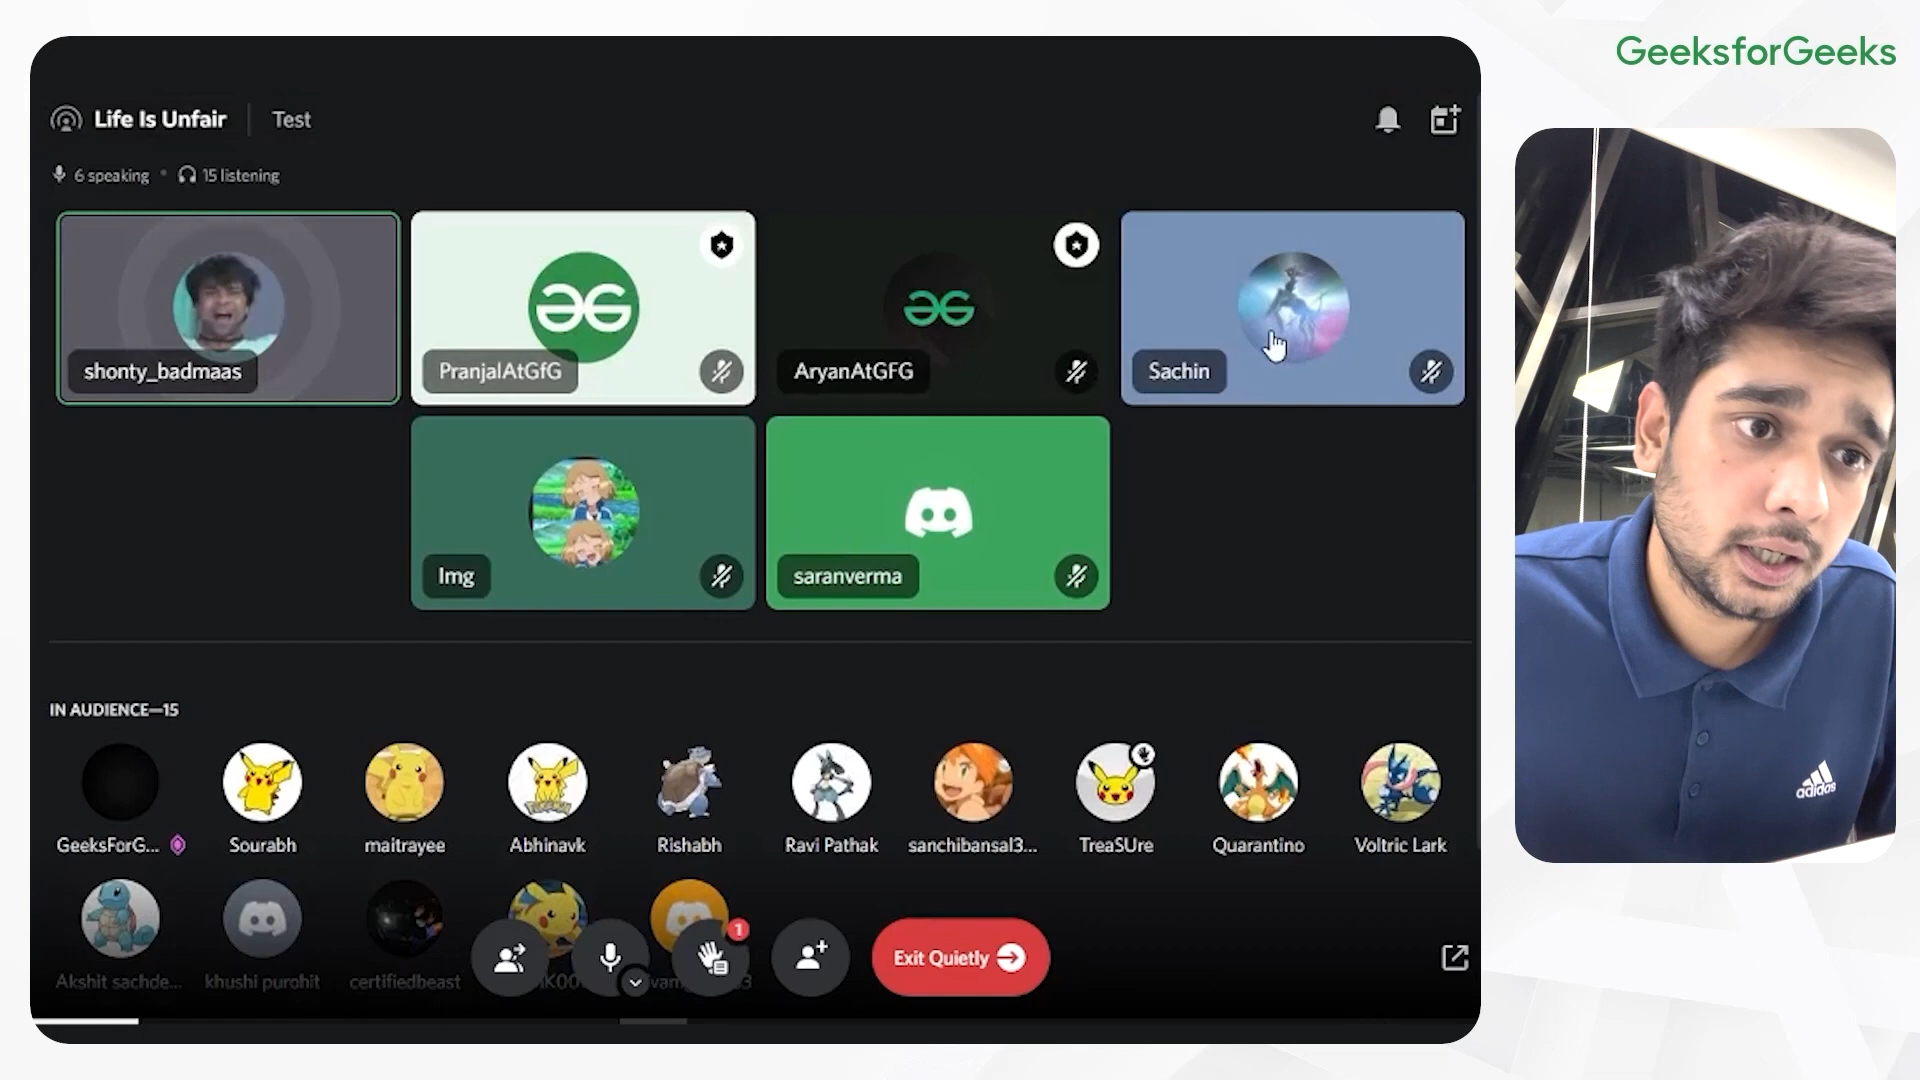 GeeksforGeeks
Life Is Unfair
Test
6 speaking • 15 listening
shonty_badmaas
PranjalAtGfG
AryanAtGFG
Sachin
Img
saranverma
IN AUDIENCE—15
GeeksForG...
Sourabh
maitrayee
Abhinavk
Rishabh
Ravi Pathak
sanchibansal3...
TreaSUre
Quarantino
Voltric Lark
Akshit sachde...
khushi purohit
certifiedbeast
1
Exit Quietly
adidas